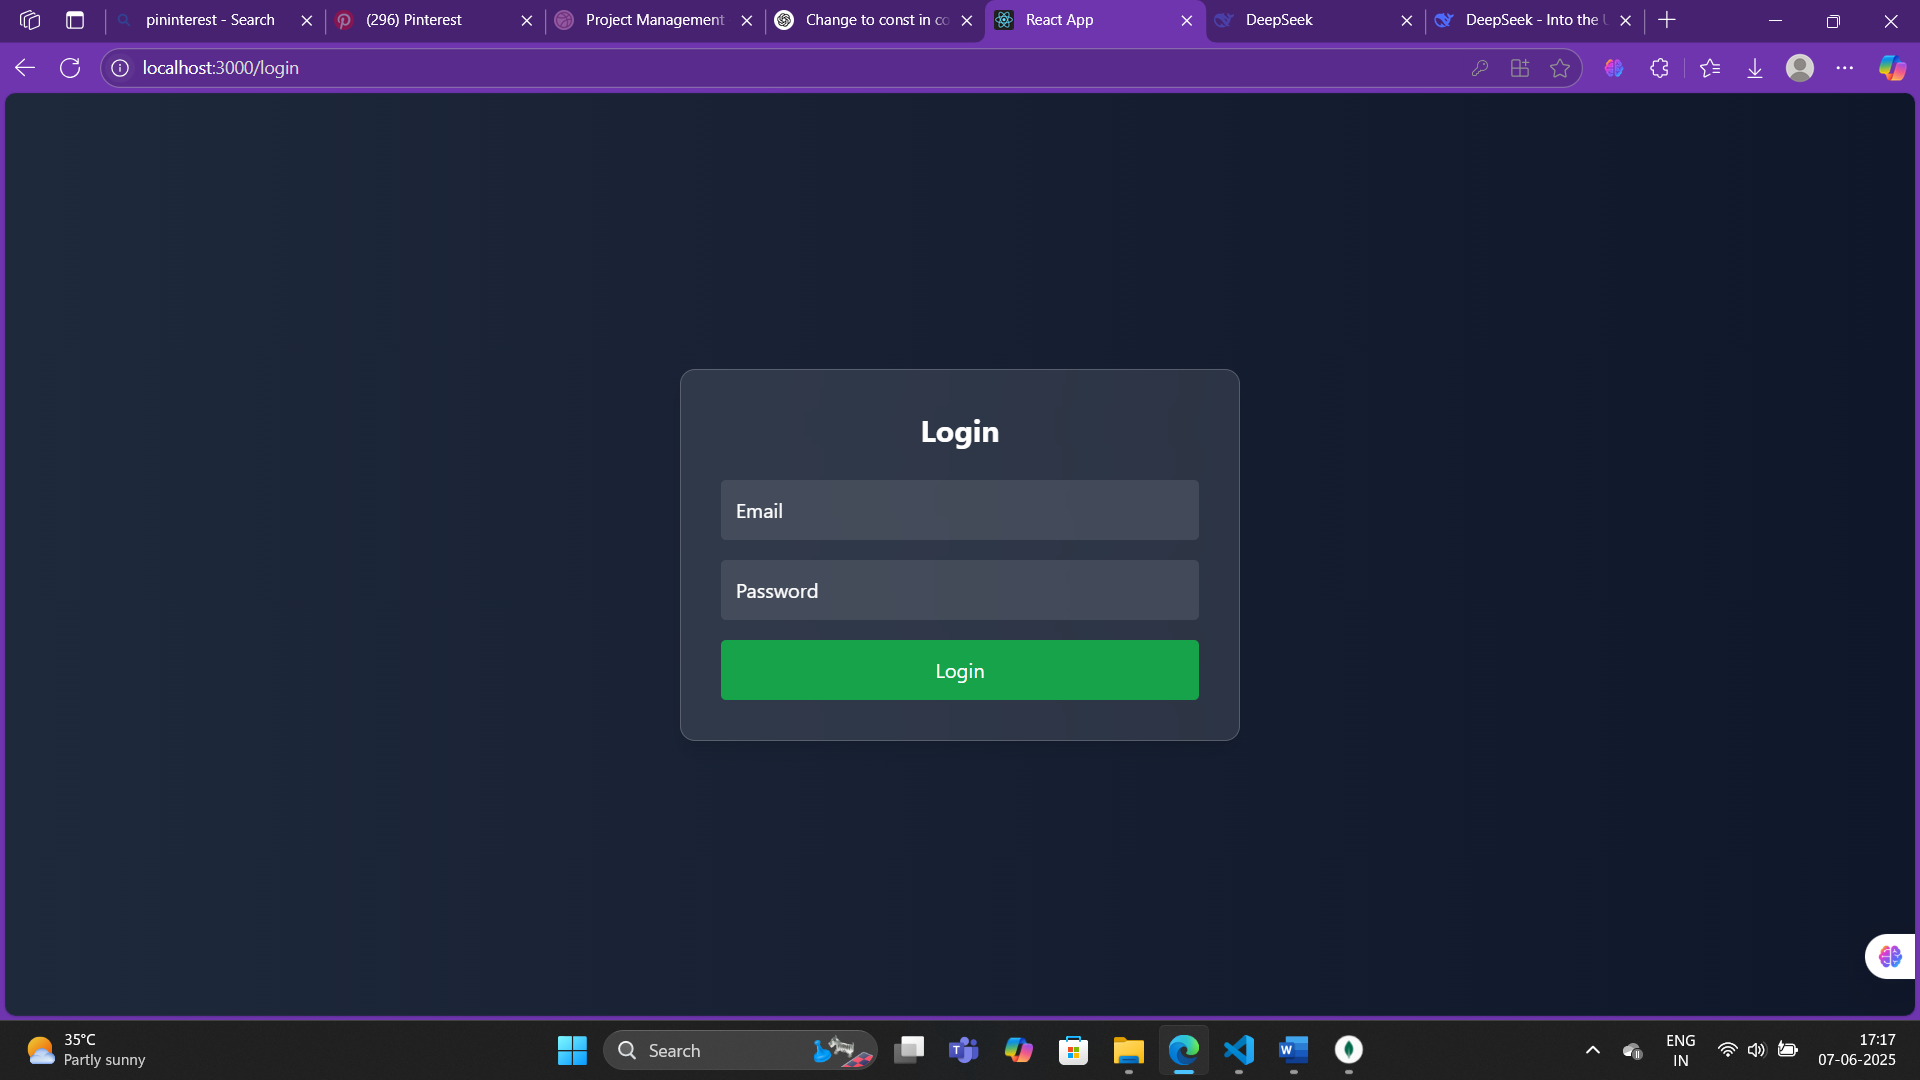 pininterest - Search
(296) Pinterest
Project Management
Change to const in co
React App
DeepSeek
DeepSeek - Into the
localhost:3000/login
Login
Email
Password
Login
35°C
Partly sunny
Search
ENG
IN
17:17
07-06-2025